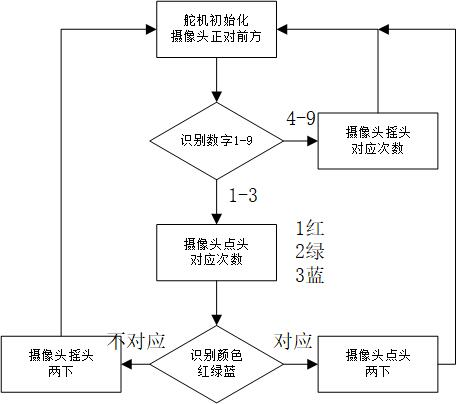 舵机初始化
摄像头正对前方
识别数字1-9
4-9
摄像头摇头
对应次数
1-3
摄像头点头
对应次数
1红
2绿
3蓝
不对应
对应
摄像头摇头
两下
识别颜色
红绿蓝
摄像头点头
两下